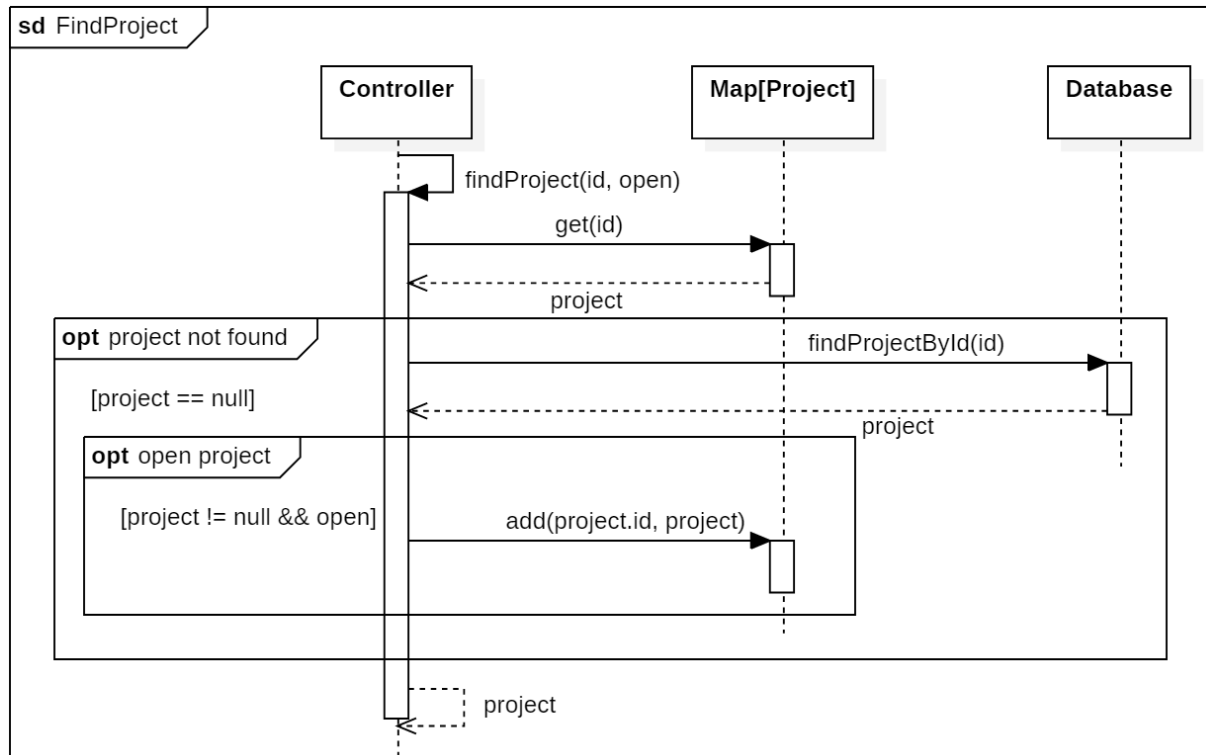 sd FindProject
Controller
Map[Project]
Database
findProject(id, open)
get(id)
project
opt project not found
findProjectById(id)
[project == null]
project
opt open project
[project != null && open]
add(project.id, project)
project